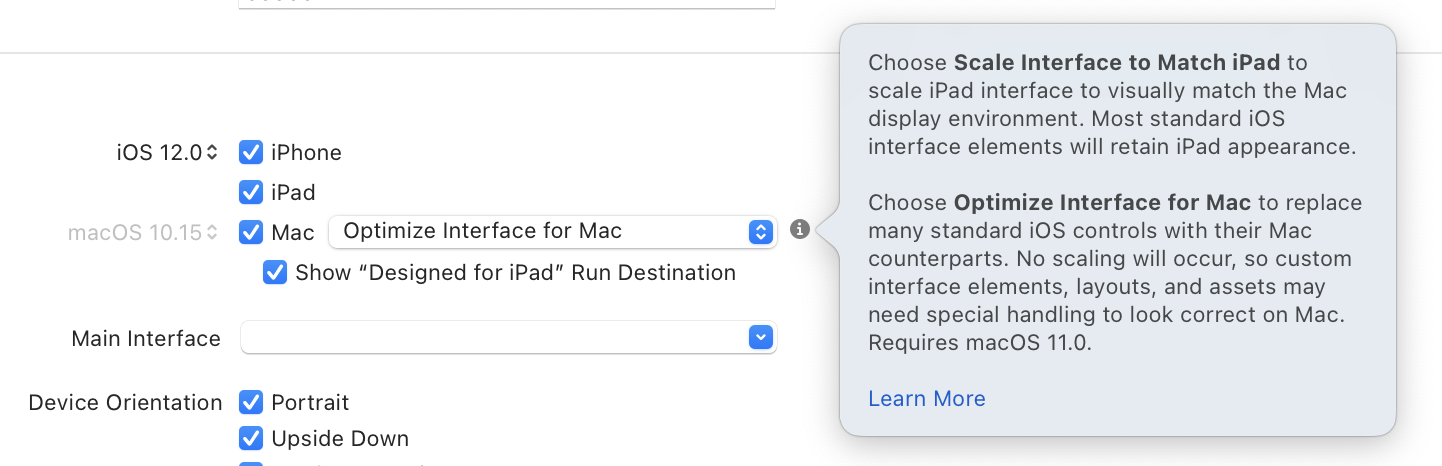 iOS 12.0
iPhone
iPad
macOS 10.15
Mac
Optimize Interface for Mac
Show “Designed for iPad” Run Destination
Main Interface
Device Orientation
Portrait
Upside Down
Choose Scale Interface to Match iPad to
scale iPad interface to visually match the Mac
display environment. Most standard iOS
interface elements will retain iPad appearance.
Choose Optimize Interface for Mac to replace
many standard iOS controls with their Mac
counterparts. No scaling will occur, so custom
interface elements, layouts, and assets may
need special handling to look correct on Mac.
Requires macOS 11.0.
Learn More